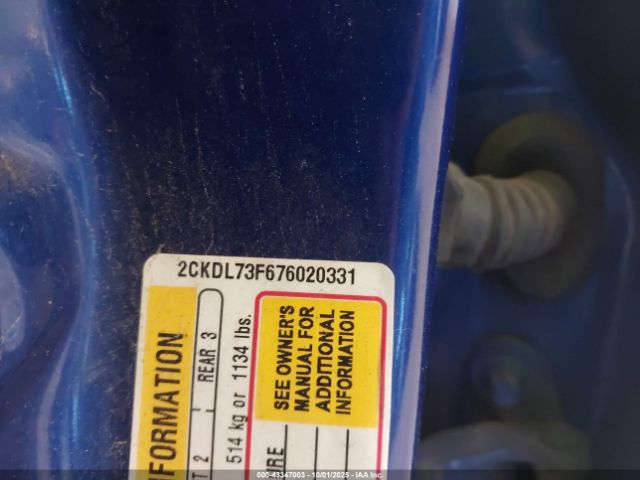 2CKDL73F676020331
INFORMATION
2
REAR 3
514 kg or 1134 lbs.
SEE OWNER'S
MANUAL FOR
ADDITIONAL
INFORMATION
000-43347003 - 10/01/2025 - IAA Inc.